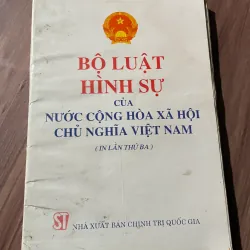 BỘ LUẬT
HÌNH SỰ
CỦA
NƯỚC CỘNG HÒA XÃ HỘI
CHỦ NGHĨA VIỆT NAM
( IN LẦN THỨ BA )
ST NHÀ XUẤT BẢN CHÍNH TRỊ QUỐC GIA